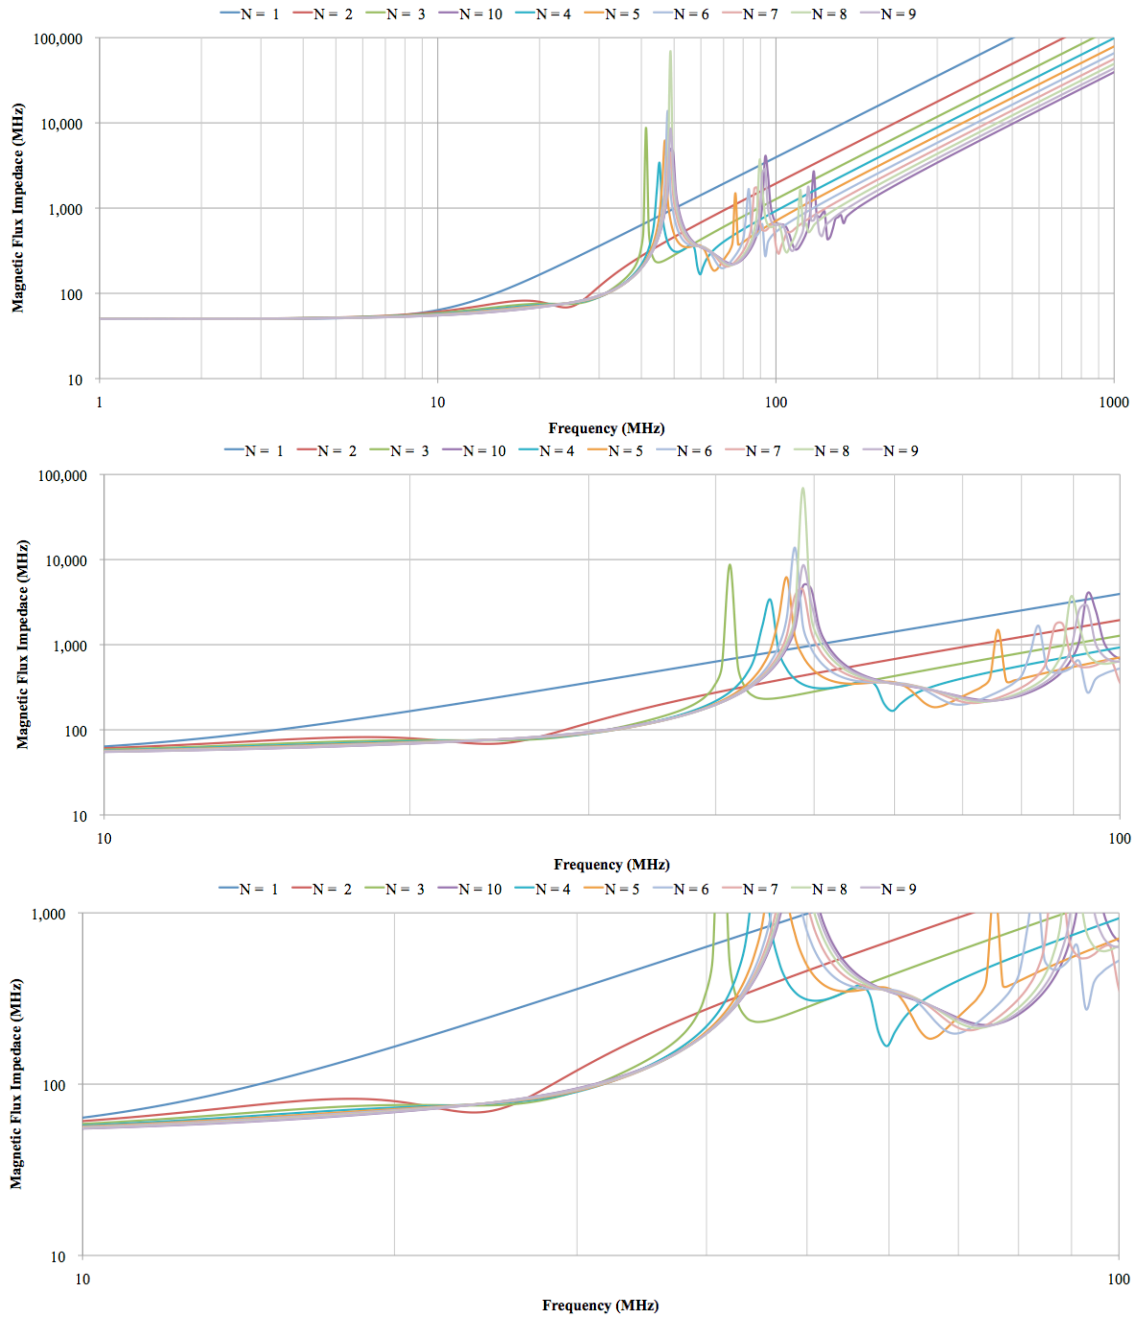 N = 1 N = 2 N = 3 N = 10 N = 4 N = 5 N = 6 N = 7 N = 8 N = 9
100,000
10,000
1,000
100
10
Magnetic Flux Impedace (MHz)
1 10 100 1000
Frequency (MHz)
N = 1 N = 2 N = 3 N = 10 N = 4 N = 5 N = 6 N = 7 N = 8 N = 9
100,000
10,000
1,000
100
10
Magnetic Flux Impedace (MHz)
10 100
Frequency (MHz)
N = 1 N = 2 N = 3 N = 10 N = 4 N = 5 N = 6 N = 7 N = 8 N = 9
1,000
100
10
Magnetic Flux Impedace (MHz)
10 100
Frequency (MHz)